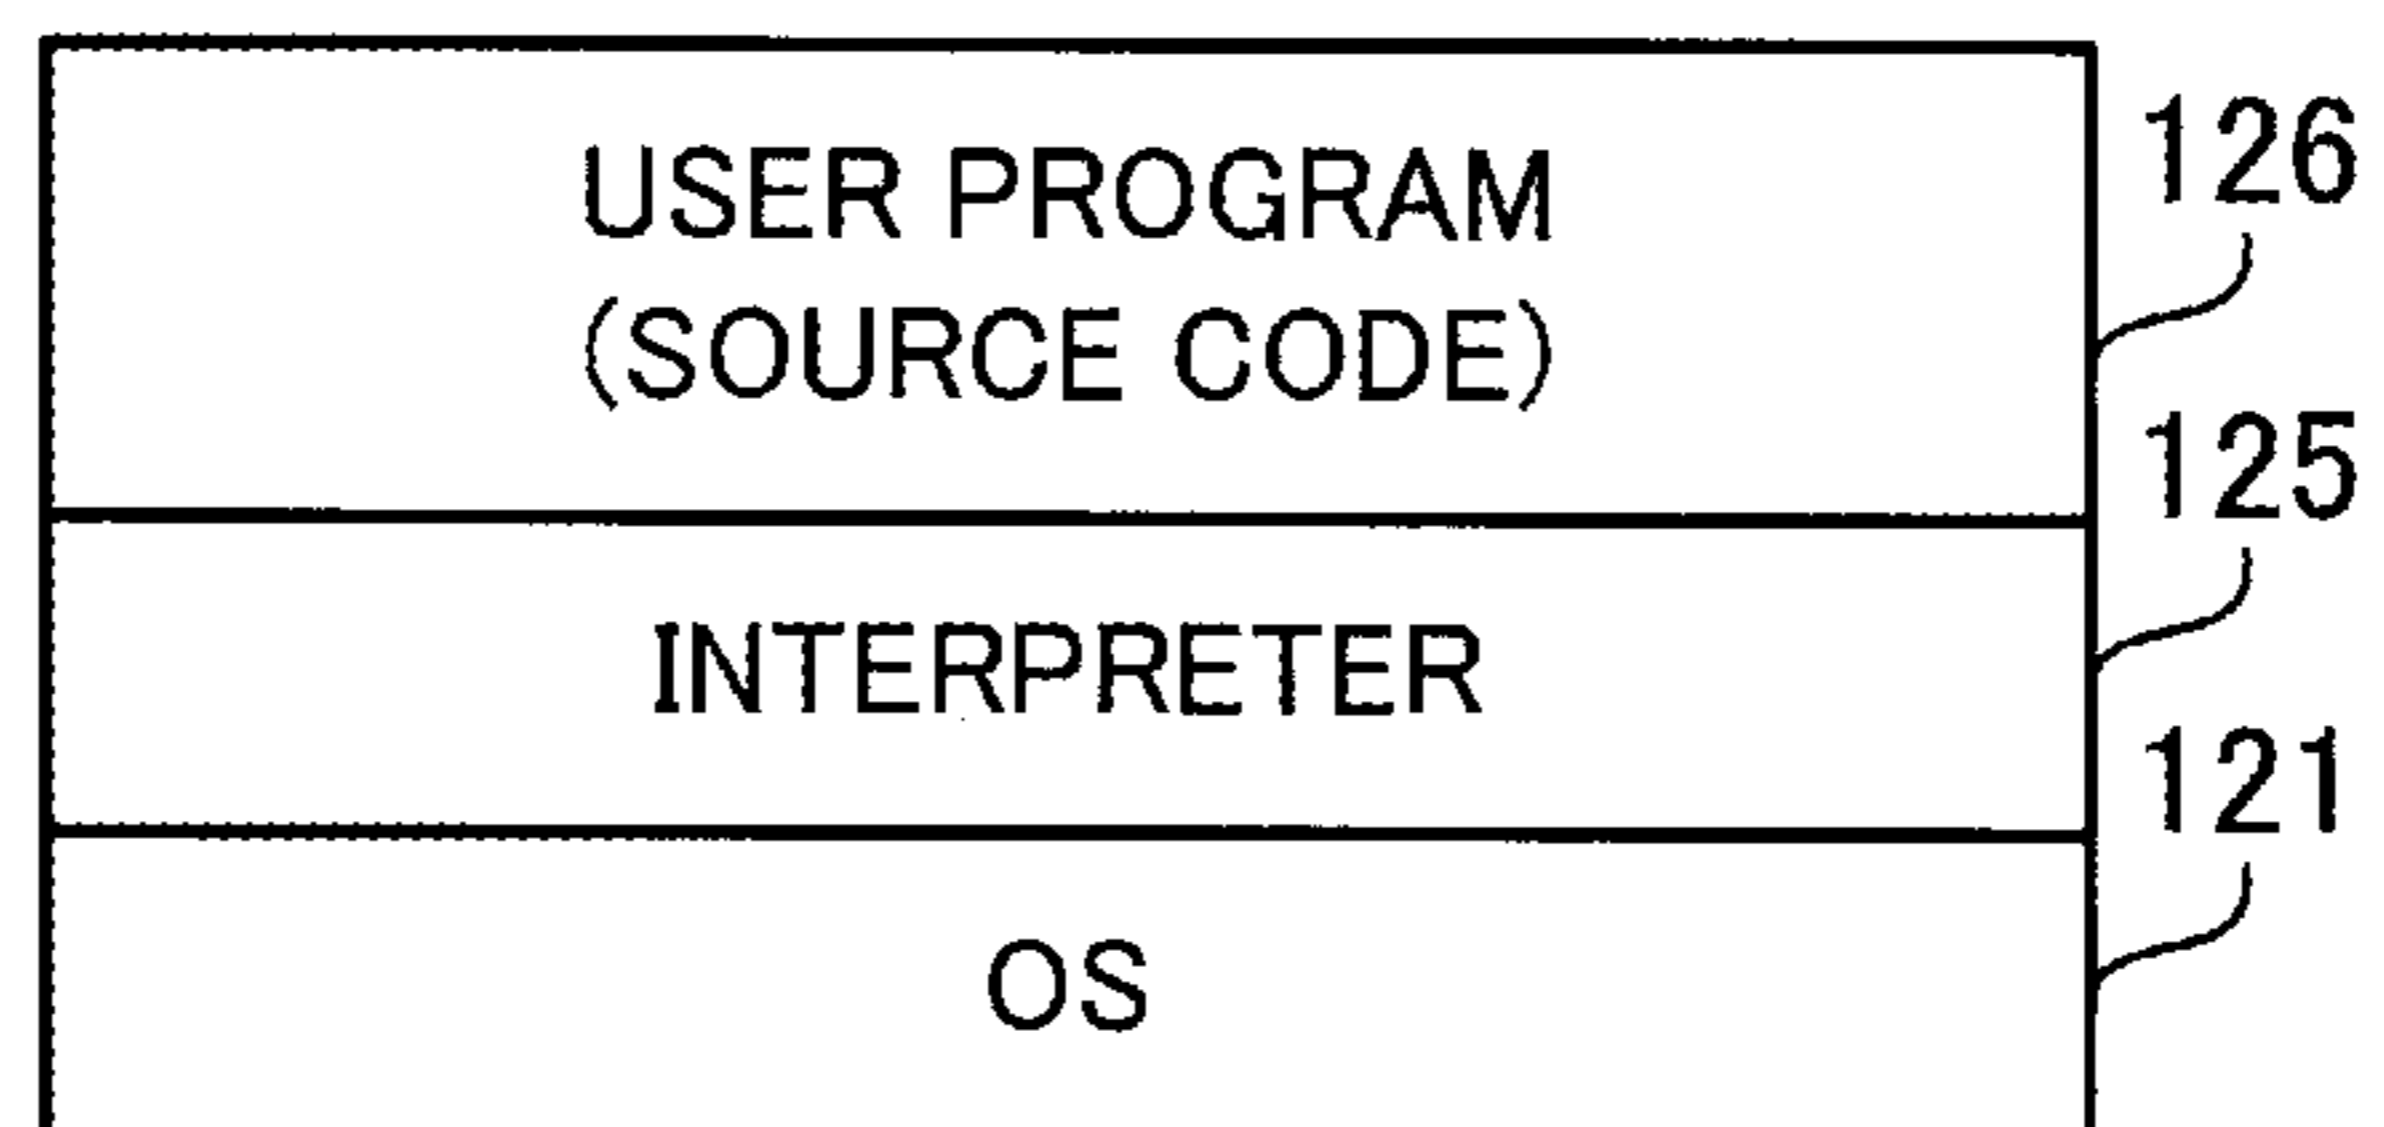 USER PROGRAM
(SOURCE CODE)
126
INTERPRETER
125
OS
121